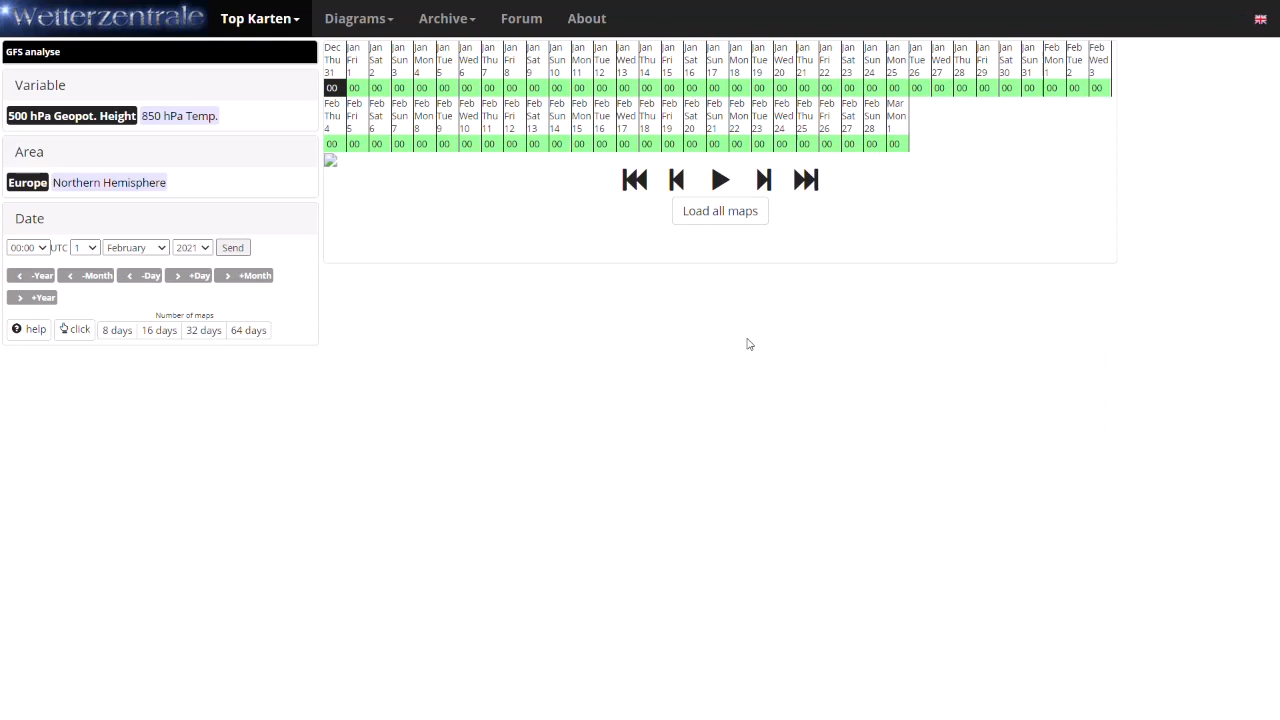 Wetterzentrale Top Karten Diagrams Archive Forum About
GFS analyse
Variable
500 hPa Geopot. Height 850 hPa Temp.
Area
Europe Northern Hemisphere
Date
00:00 UTC 1 February 2021 Send
-Year -Month -Day +Day +Month
+Year
Number of maps
help click 8 days 16 days 32 days 64 days
Dec Jan Jan Jan Jan Jan Jan Jan Jan Jan Jan Jan Jan Jan Jan Jan Jan Jan Jan Jan Jan Jan Jan Jan Jan Jan Jan Jan Jan Jan Jan Jan Feb Feb Feb
Thu Fri Sat Sun Mon Tue Wed Thu Fri Sat Sun Mon Tue Wed Thu Fri Sat Sun Mon Tue Wed Thu Fri Sat Sun Mon Tue Wed Thu Fri Sat Sun Mon Tue Wed
31 1 2 3 4 5 6 7 8 9 10 11 12 13 14 15 16 17 18 19 20 21 22 23 24 25 26 27 28 29 30 31 1 2 3
00 00 00 00 00 00 00 00 00 00 00 00 00 00 00 00 00 00 00 00 00 00 00 00 00 00 00 00 00 00 00 00 00 00 00
Feb Feb Feb Feb Feb Feb Feb Feb Feb Feb Feb Feb Feb Feb Feb Feb Feb Feb Feb Feb Feb Feb Feb Feb Feb Mar
Thu Fri Sat Sun Mon Tue Wed Thu Fri Sat Sun Mon Tue Wed Thu Fri Sat Sun Mon Tue Wed Thu Fri Sat Sun Mon
4 5 6 7 8 9 10 11 12 13 14 15 16 17 18 19 20 21 22 23 24 25 26 27 28 1
00 00 00 00 00 00 00 00 00 00 00 00 00 00 00 00 00 00 00 00 00 00 00 00 00 00
Load all maps